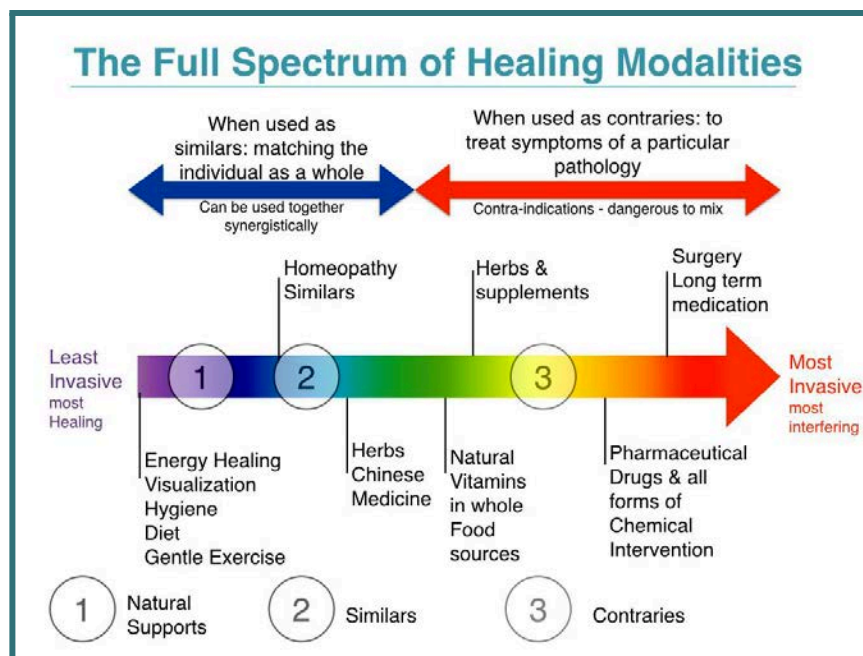 The Full Spectrum of Healing Modalities
When used as
similars: matching the
individual as a whole
Can be used together
synergistically
When used as contraries: to
treat symptoms of a particular
pathology
Contra-indications - dangerous to mix
Homeopathy
Similars
Herbs &
supplements
Surgery
Long term
medication
Least
Invasive
most
Healing
1
2
3
Most
Invasive
most
interfering
Energy Healing
Visualization
Hygiene
Diet
Gentle Exercise
Herbs
Chinese
Medicine
Natural
Vitamins
in whole
Food
sources
Pharmaceutical
Drugs & all
forms of
Chemical
Intervention
1
Natural
Supports
2
Similars
3
Contraries